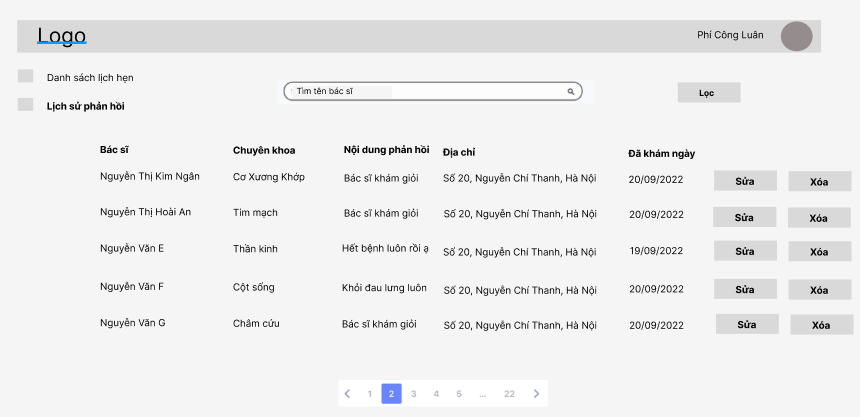 Logo
Phí Công Luân
Danh sách lịch hẹn
Tìm tên bác sĩ
Lọc
Lịch sử phản hồi
Bác sĩ Chuyên khoa Nội dung phản hồi Địa chỉ Đã khám ngày
Nguyễn Thị Kim Ngân Cơ Xương Khớp Bác sĩ khám giỏi Số 20, Nguyễn Chí Thanh, Hà Nội 20/09/2022 Sửa Xóa
Nguyễn Thị Hoài An Tim mạch Bác sĩ khám giỏi Số 20, Nguyễn Chí Thanh, Hà Nội 20/09/2022 Sửa Xóa
Nguyễn Văn E Thần kinh Hết bệnh luôn rồi ạ Số 20, Nguyễn Chí Thanh, Hà Nội 19/09/2022 Sửa Xóa
Nguyễn Văn F Cột sống Khỏi đau lưng luôn Số 20, Nguyễn Chí Thanh, Hà Nội 20/09/2022 Sửa Xóa
Nguyễn Văn G Châm cứu Bác sĩ khám giỏi Số 20, Nguyễn Chí Thanh, Hà Nội 20/09/2022 Sửa Xóa
1 2 3 4 5 ... 22